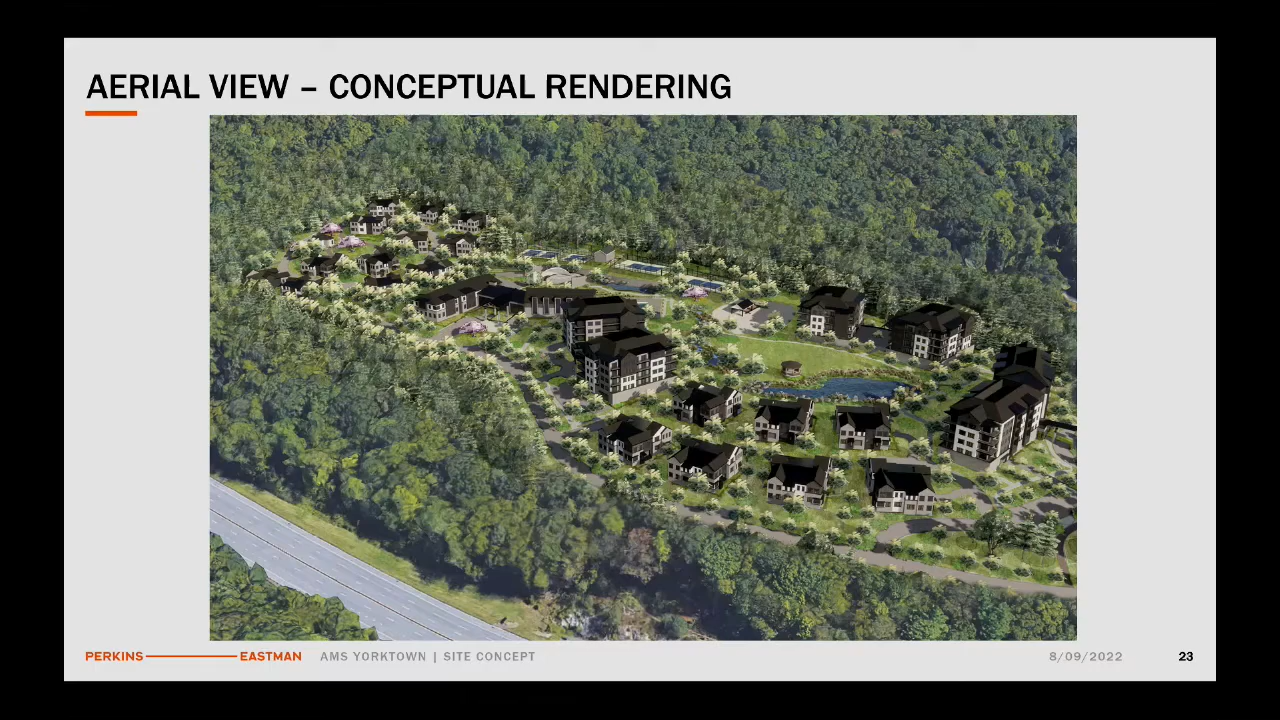 AERIAL VIEW – CONCEPTUAL RENDERING
PERKINS EASTMAN AMS YORKTOWN | SITE CONCEPT 8/09/2022 23